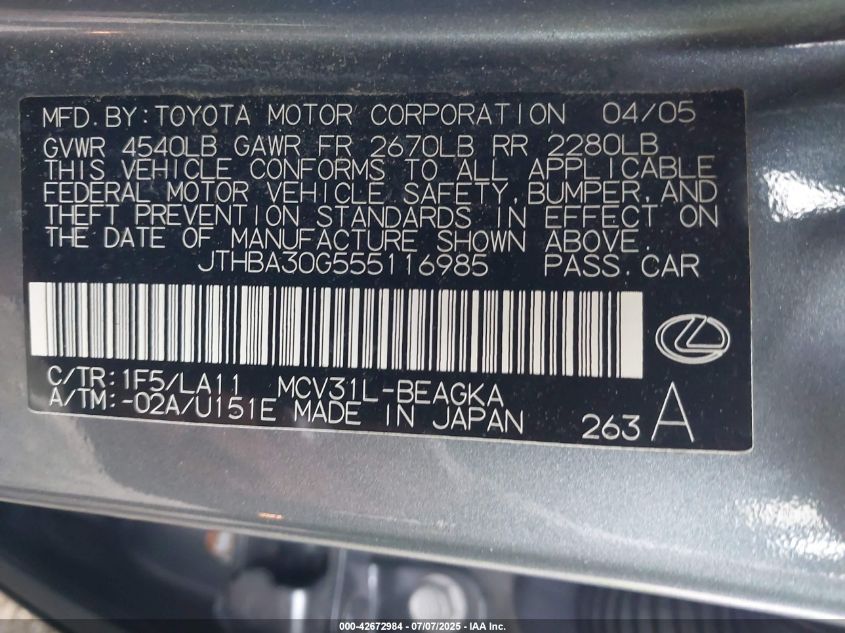 MFD. BY: TOYOTA MOTOR CORPORATION 04/05
GVWR 4540LB GAWR FR 2670LB RR 2280LB
THIS VEHICLE CONFORMS TO ALL APPLICABLE
FEDERAL MOTOR VEHICLE SAFETY, BUMPER, AND
THEFT PREVENTION STANDARDS IN EFFECT ON
THE DATE OF MANUFACTURE SHOWN ABOVE.
JTHBA30G555116985 PASS. CAR
C/TR: 1F5/LA11 MCV31L-BEAGKA
A/TM: -02A/U151E MADE IN JAPAN
263 A
000-42672984 - 07/07/2025 - IAA Inc.